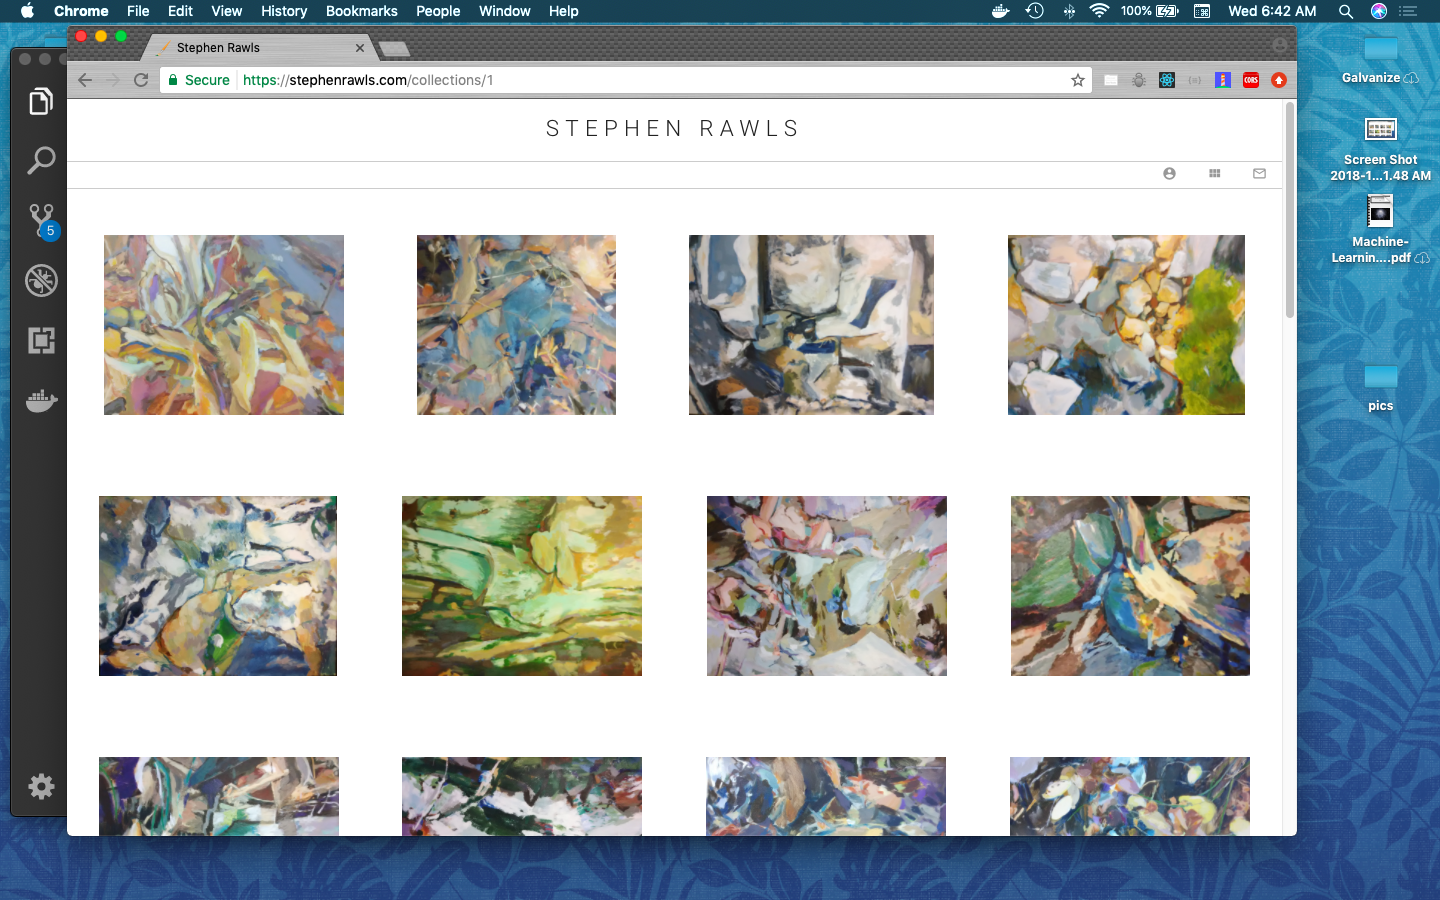 Chrome File Edit View History Bookmarks People Window Help 100% Wed 6:42 AM
Stephen Rawls
Secure https://stephenrawls.com/collections/1
CORS
STEPHEN RAWLS
5
Galvanize
Screen Shot
2018-1...1.48 AM
Machine-
Learnin....pdf
pics